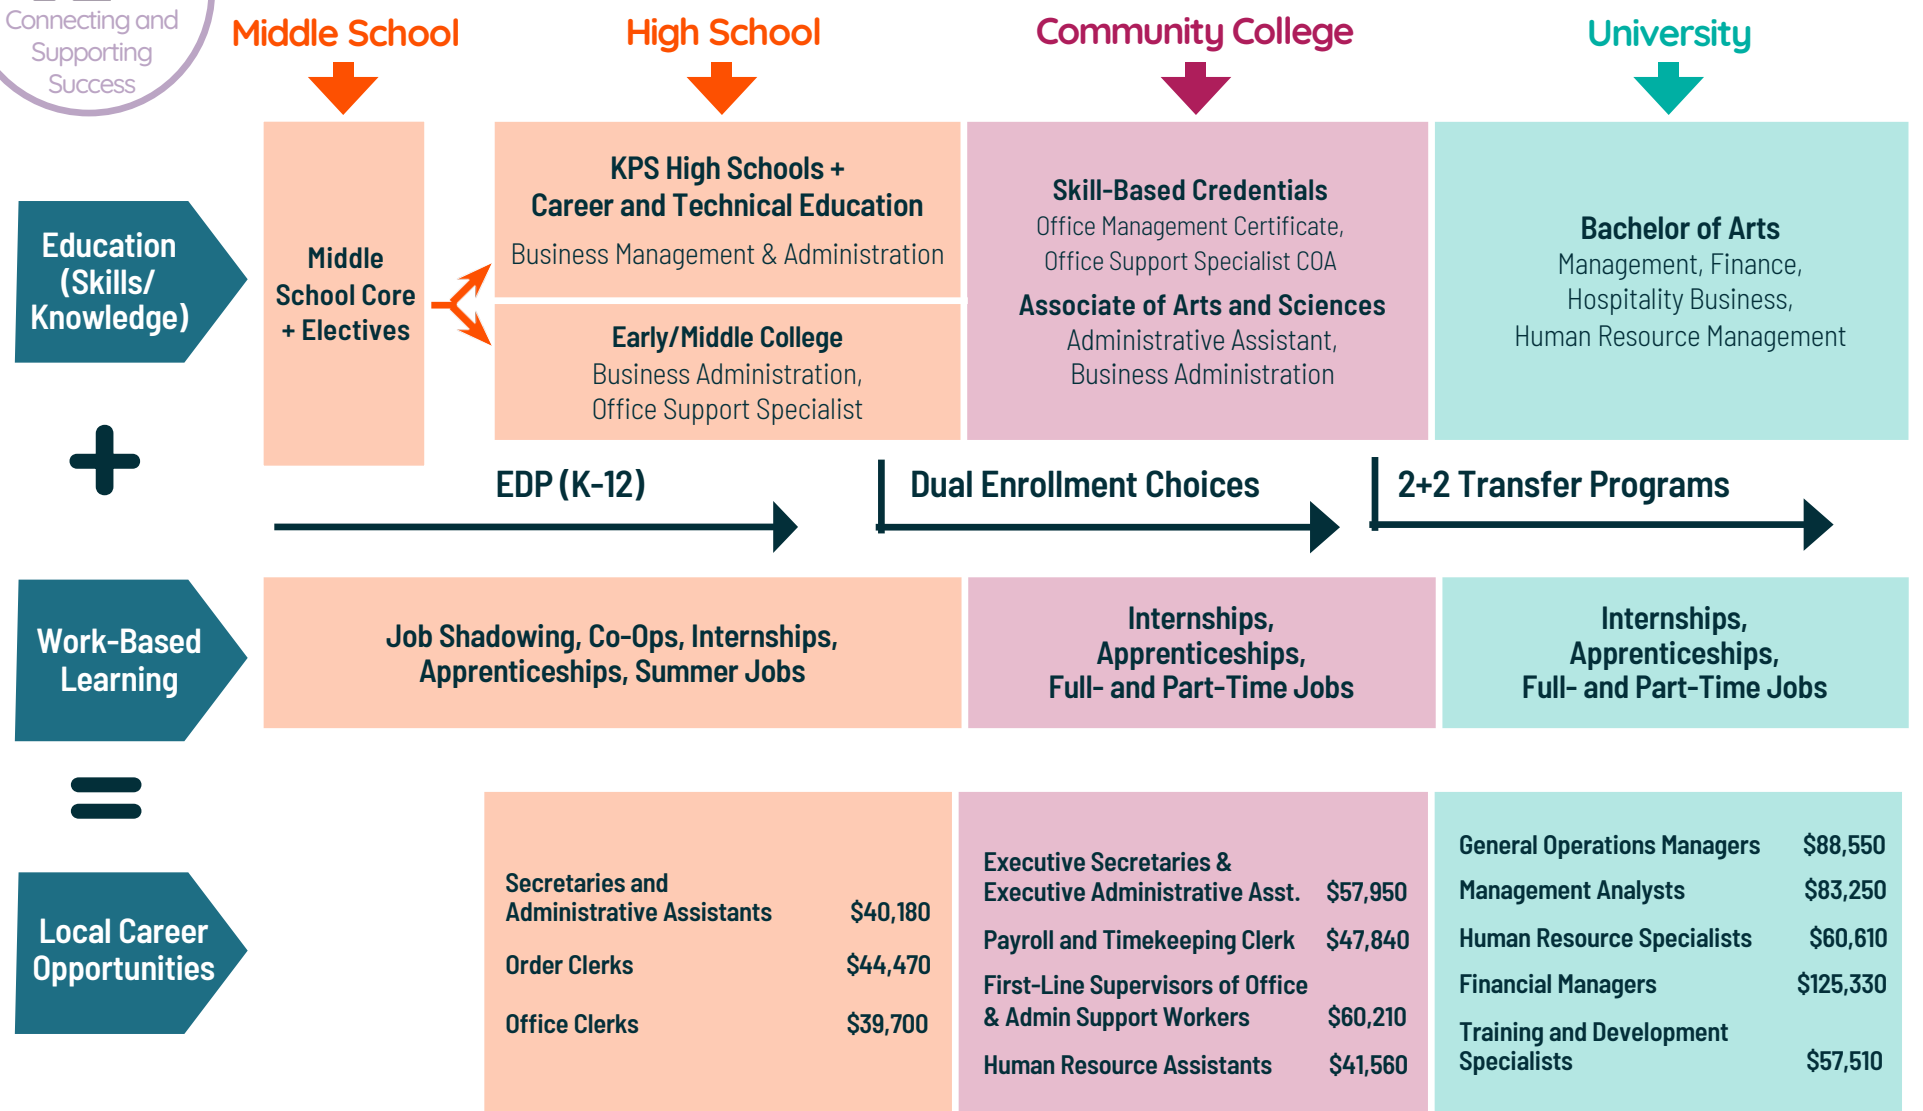 Connecting and
Supporting
Success
Middle School
High School
Community College
University
Education
(Skills/
Knowledge)
Middle
School Core
+ Electives
KPS High Schools +
Career and Technical Education
Business Management & Administration
Early/Middle College
Business Administration,
Office Support Specialist
Skill-Based Credentials
Office Management Certificate,
Office Support Specialist COA
Associate of Arts and Sciences
Administrative Assistant,
Business Administration
Bachelor of Arts
Management, Finance,
Hospitality Business,
Human Resource Management
+
EDP (K-12)
Dual Enrollment Choices
2+2 Transfer Programs
Work-Based
Learning
Job Shadowing, Co-Ops, Internships,
Apprenticeships, Summer Jobs
Internships,
Apprenticeships,
Full- and Part-Time Jobs
Internships,
Apprenticeships,
Full- and Part-Time Jobs
=
Local Career
Opportunities
Secretaries and
Administrative Assistants $40,180
Order Clerks $44,470
Office Clerks $39,700
Executive Secretaries &
Executive Administrative Asst. $57,950
Payroll and Timekeeping Clerk $47,840
First-Line Supervisors of Office
& Admin Support Workers $60,210
Human Resource Assistants $41,560
General Operations Managers $88,550
Management Analysts $83,250
Human Resource Specialists $60,610
Financial Managers $125,330
Training and Development
Specialists $57,510